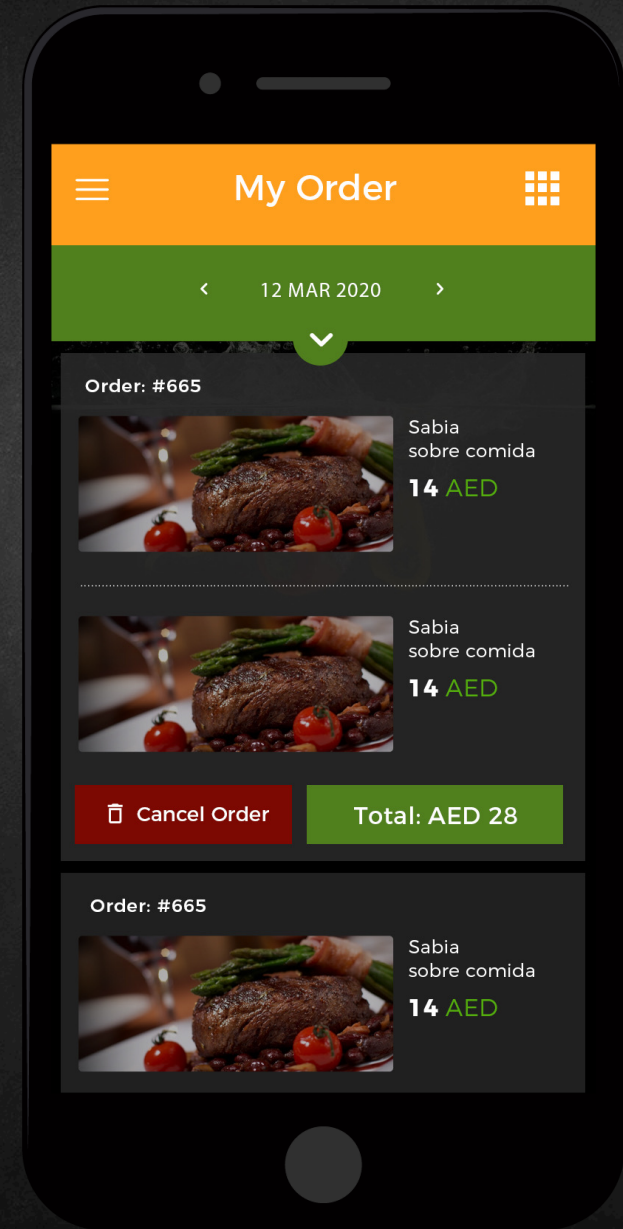 My Order
12 MAR 2020
Order: #665
Sabia
sobre comida
14 AED
Sabia
sobre comida
14 AED
Cancel Order
Total: AED 28
Order: #665
Sabia
sobre comida
14 AED